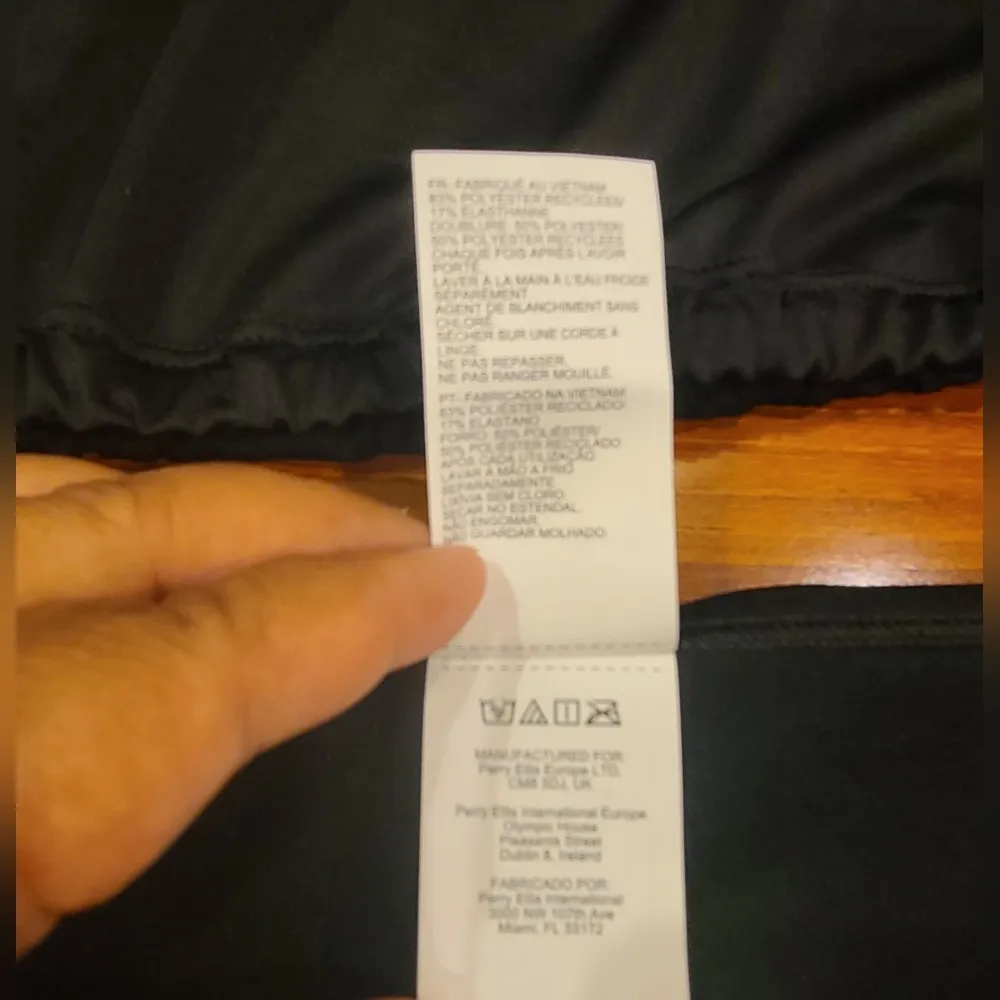 FR- FABRIQUÉ AU VIETNAM
83% POLYESTER RECYCLEES/
17% ELASTHANNE
DOUBLURE: 50% POLYESTER/
50% POLYESTER RECYCLEES
CHAQUE FOIS APRÈS L'AVOIR
PORTÉ.
LAVER À LA MAIN À L'EAU FROIDE
SÉPARÉMENT
AGENT DE BLANCHIMENT SANS
CHLORE.
SÉCHER SUR UNE CORDE À
LINGE.
NE PAS REPASSER.
NE PAS RANGER MOUILLÉ.
PT- FABRICADO NA VIETNAM
83% POLIÉSTER RECICLADO/
17% ELASTANO
FORRO: 50% POLIÉSTER/
50% POLIÉSTER RECICLADO
APÓS CADA UTILIZAÇÃO
LAVAR À MÃO A FRIO
SEPARADAMENTE.
LIXÍVIA SEM CLORO.
SECAR NO ESTENDAL.
NÃO ENGOMAR.
NÃO GUARDAR MOLHADO.
MANUFACTURED FOR:
Perry Ellis Europe LTD,
CM8 3DJ, UK
Perry Ellis International Europe
Olympic House
Pleasants Street
Dublin 8, Ireland
FABRICADO POR:
Perry Ellis International
3000 NW 107th Ave
Miami, FL 33172